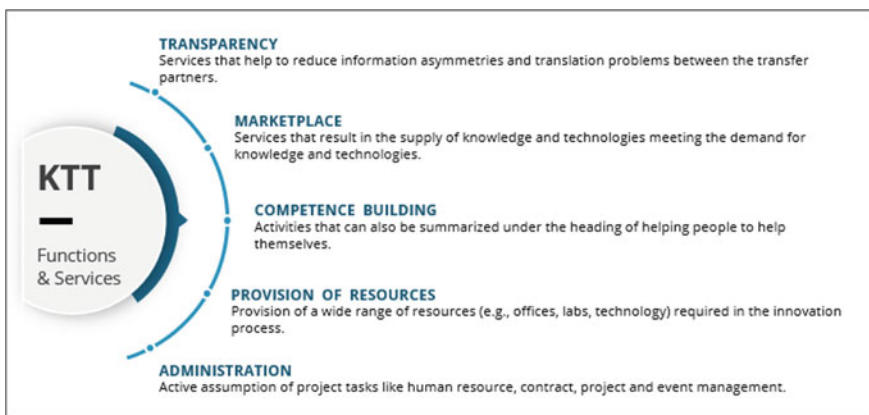 TRANSPARENCY
Services that help to reduce information asymmetries and translation problems between the transfer
partners.
MARKETPLACE
Services that result in the supply of knowledge and technologies meeting the demand for
knowledge and technologies.
KTT
Functions
& Services
COMPETENCE BUILDING
Activities that can also be summarized under the heading of helping people to help
themselves.
PROVISION OF RESOURCES
Provision of a wide range of resources (e.g., offices, labs, technology) required in the innovation
process.
ADMINISTRATION
Active assumption of project tasks like human resource, contract, project and event management.